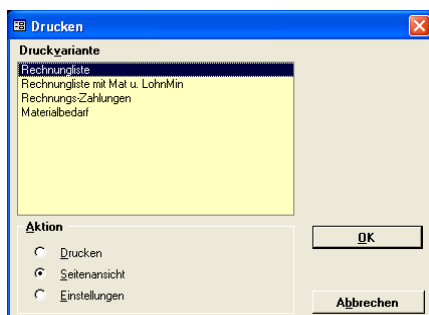 Drucken
Druckvariante
Rechnungliste
Rechnungliste mit Mat u. LohnMin
Rechnungs-Zahlungen
Materialbedarf
Aktion
Drucken
Seitenansicht
Einstellungen
OK
Abbrechen